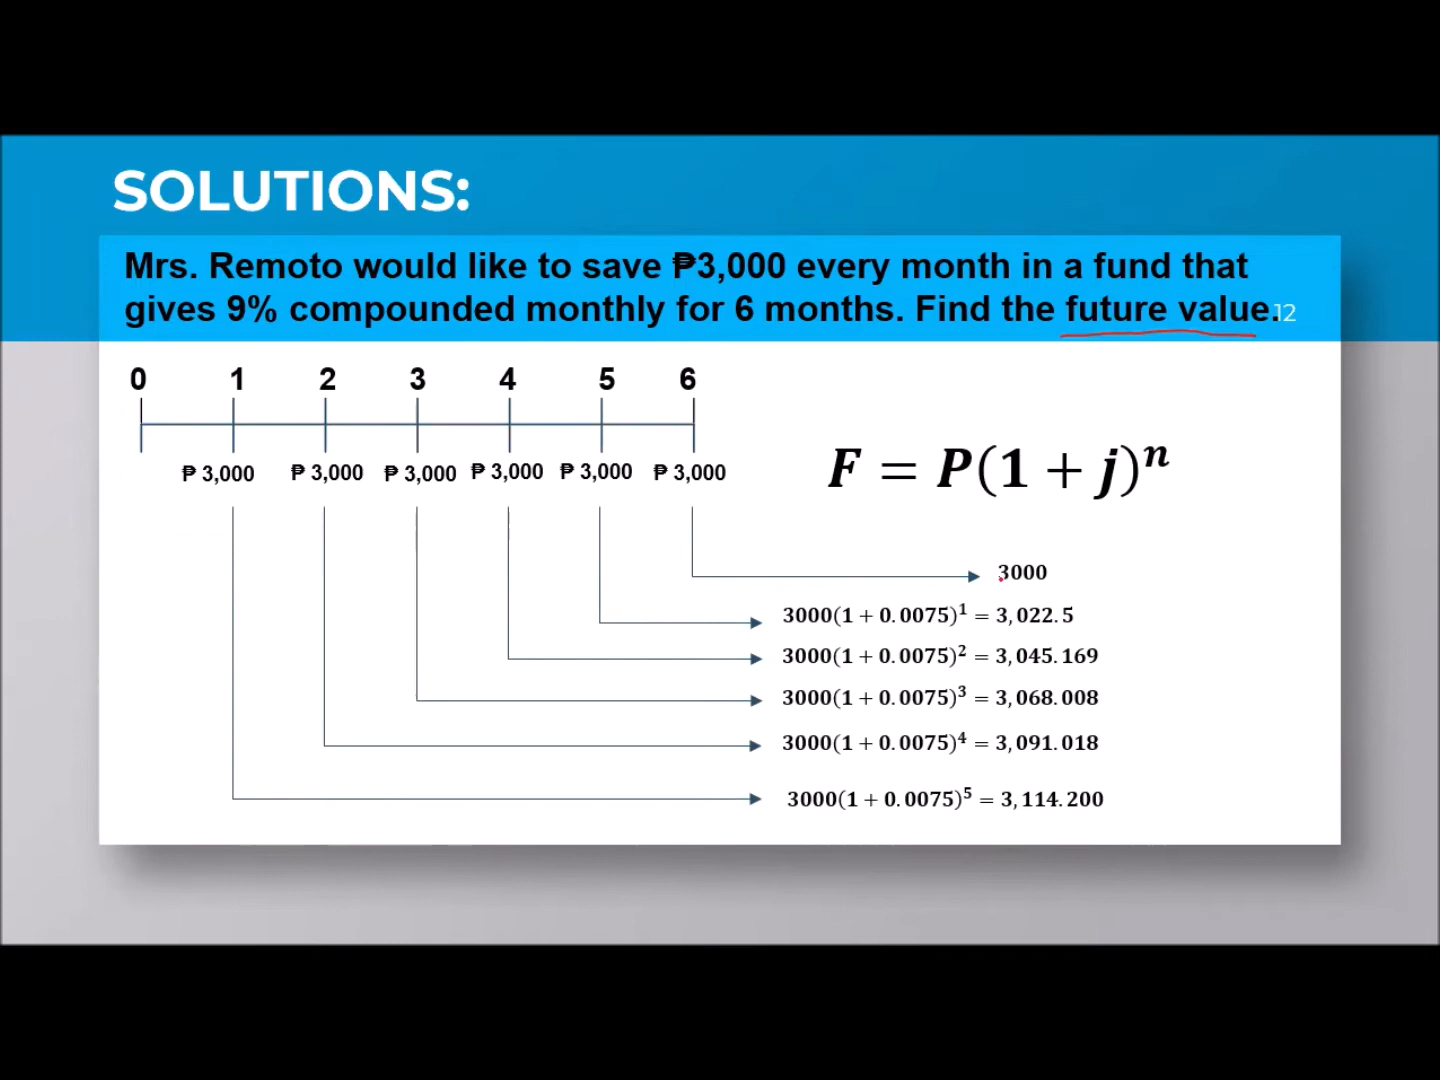 SOLUTIONS:
Mrs. Remoto would like to save ₱3,000 every month in a fund that
gives 9% compounded monthly for 6 months. Find the future value.
12
0 1 2 3 4 5 6
₱ 3,000 ₱ 3,000 ₱ 3,000 ₱ 3,000 ₱ 3,000 ₱ 3,000
F = P(1 + j)ⁿ
3000
3000(1 + 0.0075)¹ = 3,022.5
3000(1 + 0.0075)² = 3,045.169
3000(1 + 0.0075)³ = 3,068.008
3000(1 + 0.0075)⁴ = 3,091.018
3000(1 + 0.0075)⁵ = 3,114.200